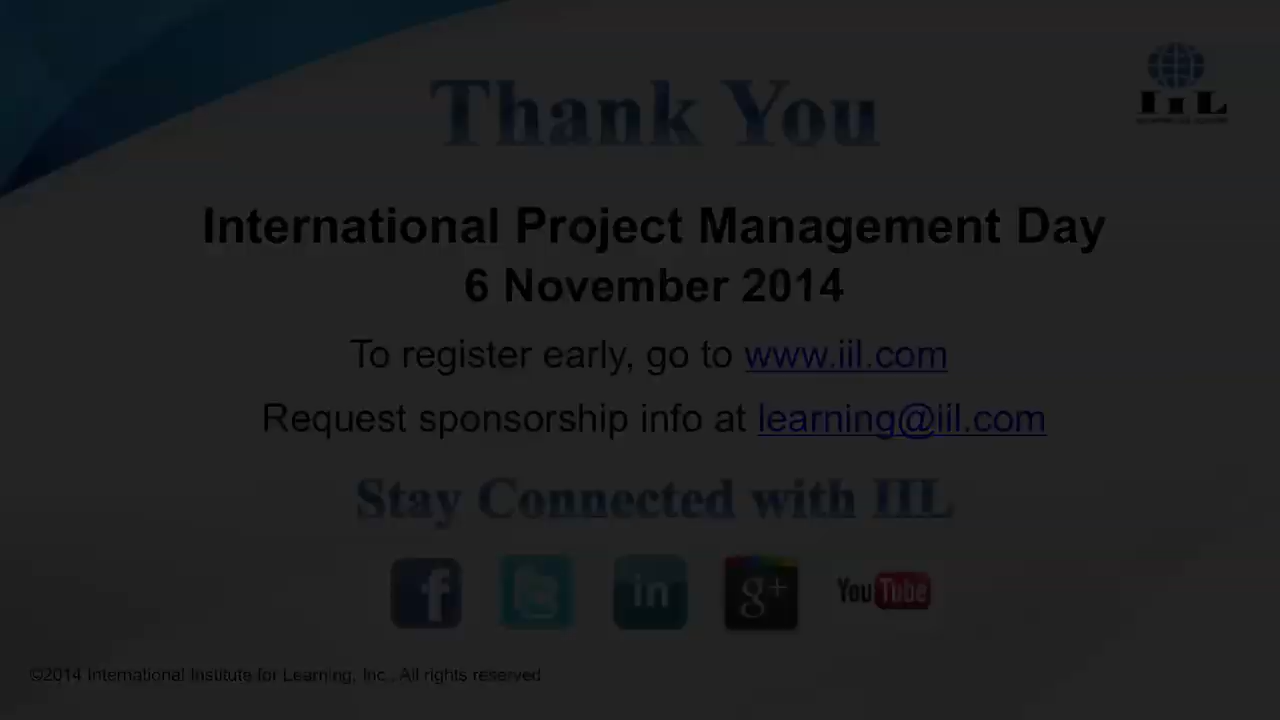 Thank You
IIL
International Project Management Day
6 November 2014
To register early, go to www.iil.com
Request sponsorship info at learning@iil.com
Stay Connected with IIL
f in g+ YouTube
©2014 International Institute for Learning, Inc., All rights reserved